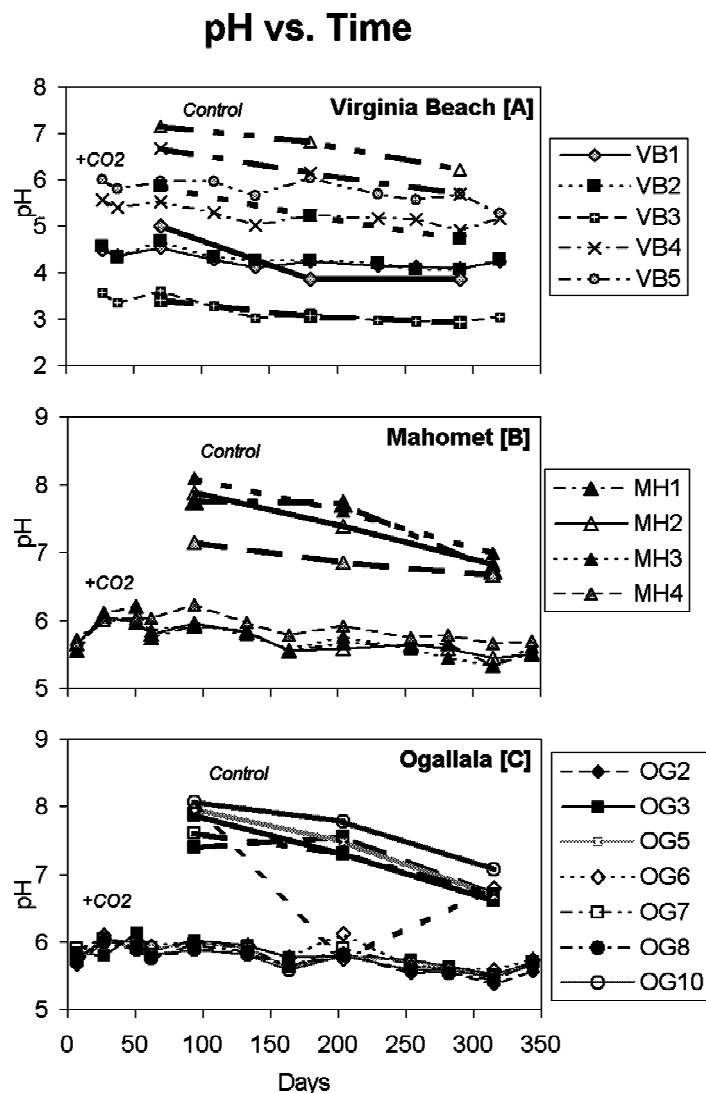 pH vs. Time
8
7
6
5
4
3
2
pH
Control
+CO2
Virginia Beach [A]
VB1
VB2
VB3
VB4
VB5
9
8
7
6
5
pH
Control
+CO2
Mahomet [B]
MH1
MH2
MH3
MH4
9
8
7
6
5
pH
Control
+CO2
Ogallala [C]
OG2
OG3
OG5
OG6
OG7
OG8
OG10
0 50 100 150 200 250 300 350
Days